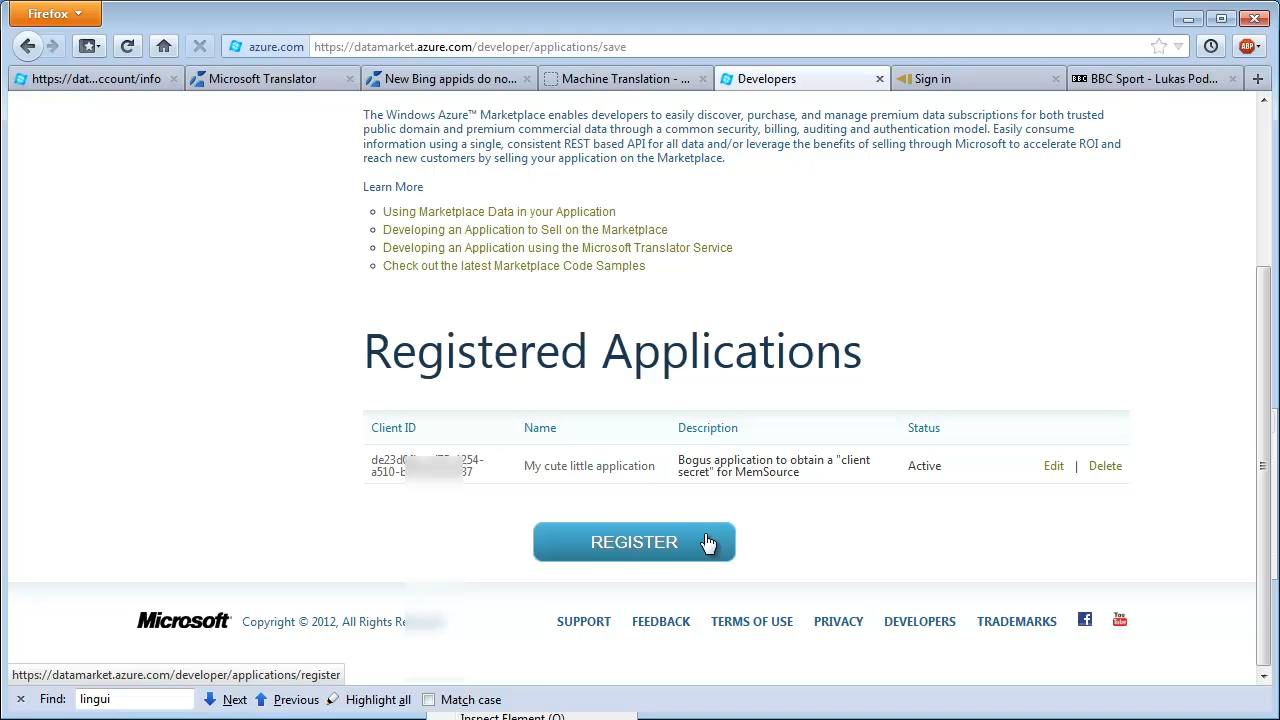 Firefox
azure.com https://datamarket.azure.com/developer/applications/save
ABP
https://dat...ccount/info
Microsoft Translator
New Bing appids do no...
Machine Translation - ...
Developers
Sign in
BBC BBC Sport - Lukas Pod...
The Windows Azure™ Marketplace enables developers to easily discover, purchase, and manage premium data subscriptions for both trusted
public domain and premium commercial data through a common security, billing, auditing and authentication model. Easily consume
information using a single, consistent REST based API for all data and/or leverage the benefits of selling through Microsoft to accelerate ROI and
reach new customers by selling your application on the Marketplace.
Learn More
Using Marketplace Data in your Application
Developing an Application to Sell on the Marketplace
Developing an Application using the Microsoft Translator Service
Check out the latest Marketplace Code Samples
Registered Applications
Client ID Name Description Status
My cute little application
Bogus application to obtain a "client
secret" for MemSource
Active
Edit | Delete
REGISTER
Microsoft Copyright © 2012, All Rights
SUPPORT FEEDBACK TERMS OF USE PRIVACY DEVELOPERS TRADEMARKS
You Tube
https://datamarket.azure.com/developer/applications/register
Find: lingui Next Previous Highlight all Match case
Inspect Element (Q)